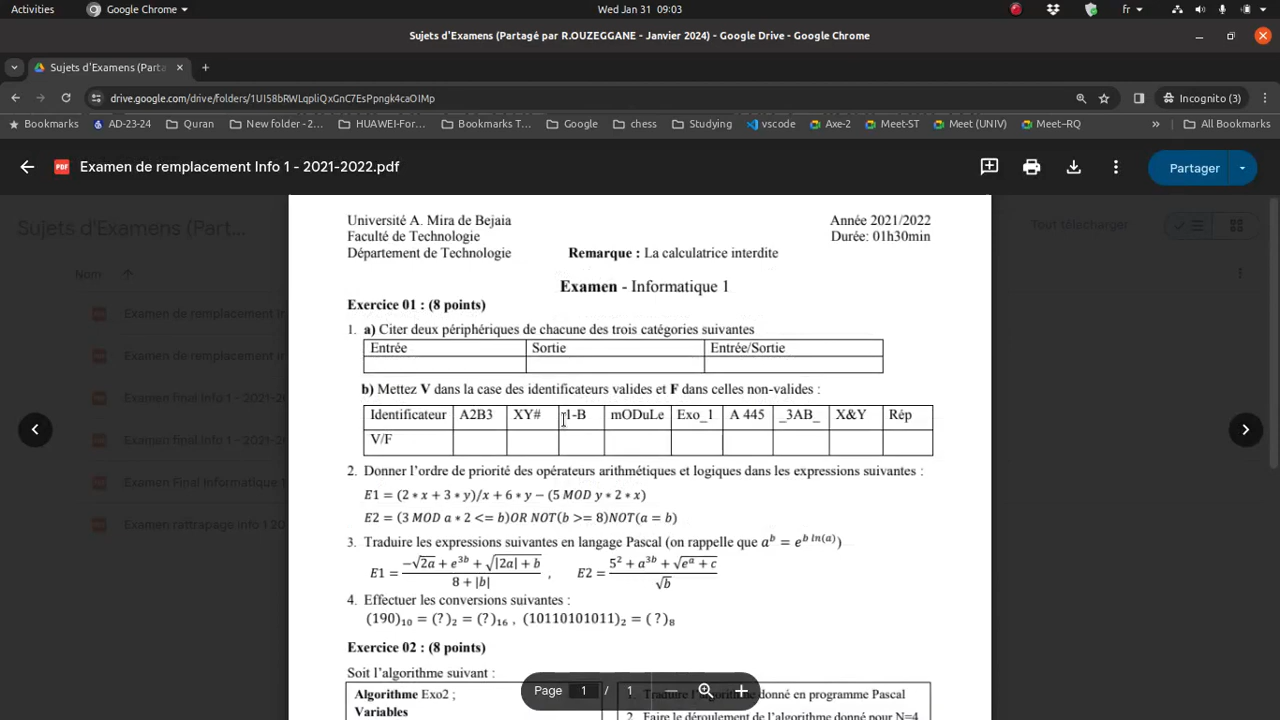 Activities Google Chrome Wed Jan 31 09:03 fr
Sujets d'Examens (Partagé par R.OUZEGGANE - Janvier 2024) - Google Drive - Google Chrome
Sujets d'Examens (Parta
drive.google.com/drive/folders/1UI58bRWLqpliQxGnC7EsPpngk4caOIMp Incognito (3)
Bookmarks AD-23-24 Quran New folder -2... HUAWEI-For... Bookmarks T... Google chess Studying vscode Axe-2 Meet-ST Meet (UNIV) Meet–RQ » All Bookmarks
PDF Examen de remplacement Info 1 - 2021-2022.pdf Partager
Sujets d'Examens (Part... Tout télécharger
Nom
Examen de remplacement in
Examen de remplacement in
Examen final Informatique 1
Examen final Informatique 1
Examen Final Informatique 1
Examen rattrapage info 1 20
Université A. Mira de Bejaia Année 2021/2022
Faculté de Technologie Durée: 01h30min
Département de Technologie Remarque : La calculatrice interdite
Examen - Informatique 1
Exercice 01 : (8 points)
1. a) Citer deux périphériques de chacune des trois catégories suivantes
Entrée Sortie Entrée/Sortie
b) Mettez V dans la case des identificateurs valides et F dans celles non-valides :
Identificateur A2B3 XY# 1-B mODuLe Exo_1 A 445 _3AB_ X&Y Rép
V/F
2. Donner l'ordre de priorité des opérateurs arithmétiques et logiques dans les expressions suivantes :
E1 = (2 * x + 3 * y)/x + 6 * y − (5 MOD y * 2 * x)
E2 = (3 MOD a * 2 <= b)OR NOT(b >= 8)NOT(a = b)
3. Traduire les expressions suivantes en langage Pascal (on rappelle que a^b = e^(b ln(a)))
E1 = (−√2a + e^(3b) + √(|2a| + b)) / (8 + |b|) , E2 = (5² + a^(3b) + √(e^a + c)) / √b
4. Effectuer les conversions suivantes :
(190)₁₀ = (?)₂ = (?)₁₆ , (10110101011)₂ = ( ?)₈
Exercice 02 : (8 points)
Soit l'algorithme suivant :
Algorithme Exo2 ; 1. Traduire l'algorithme donné en programme Pascal
Variables 2. Faire le déroulement de l'algorithme donné pour N=4
Page 1 / 1